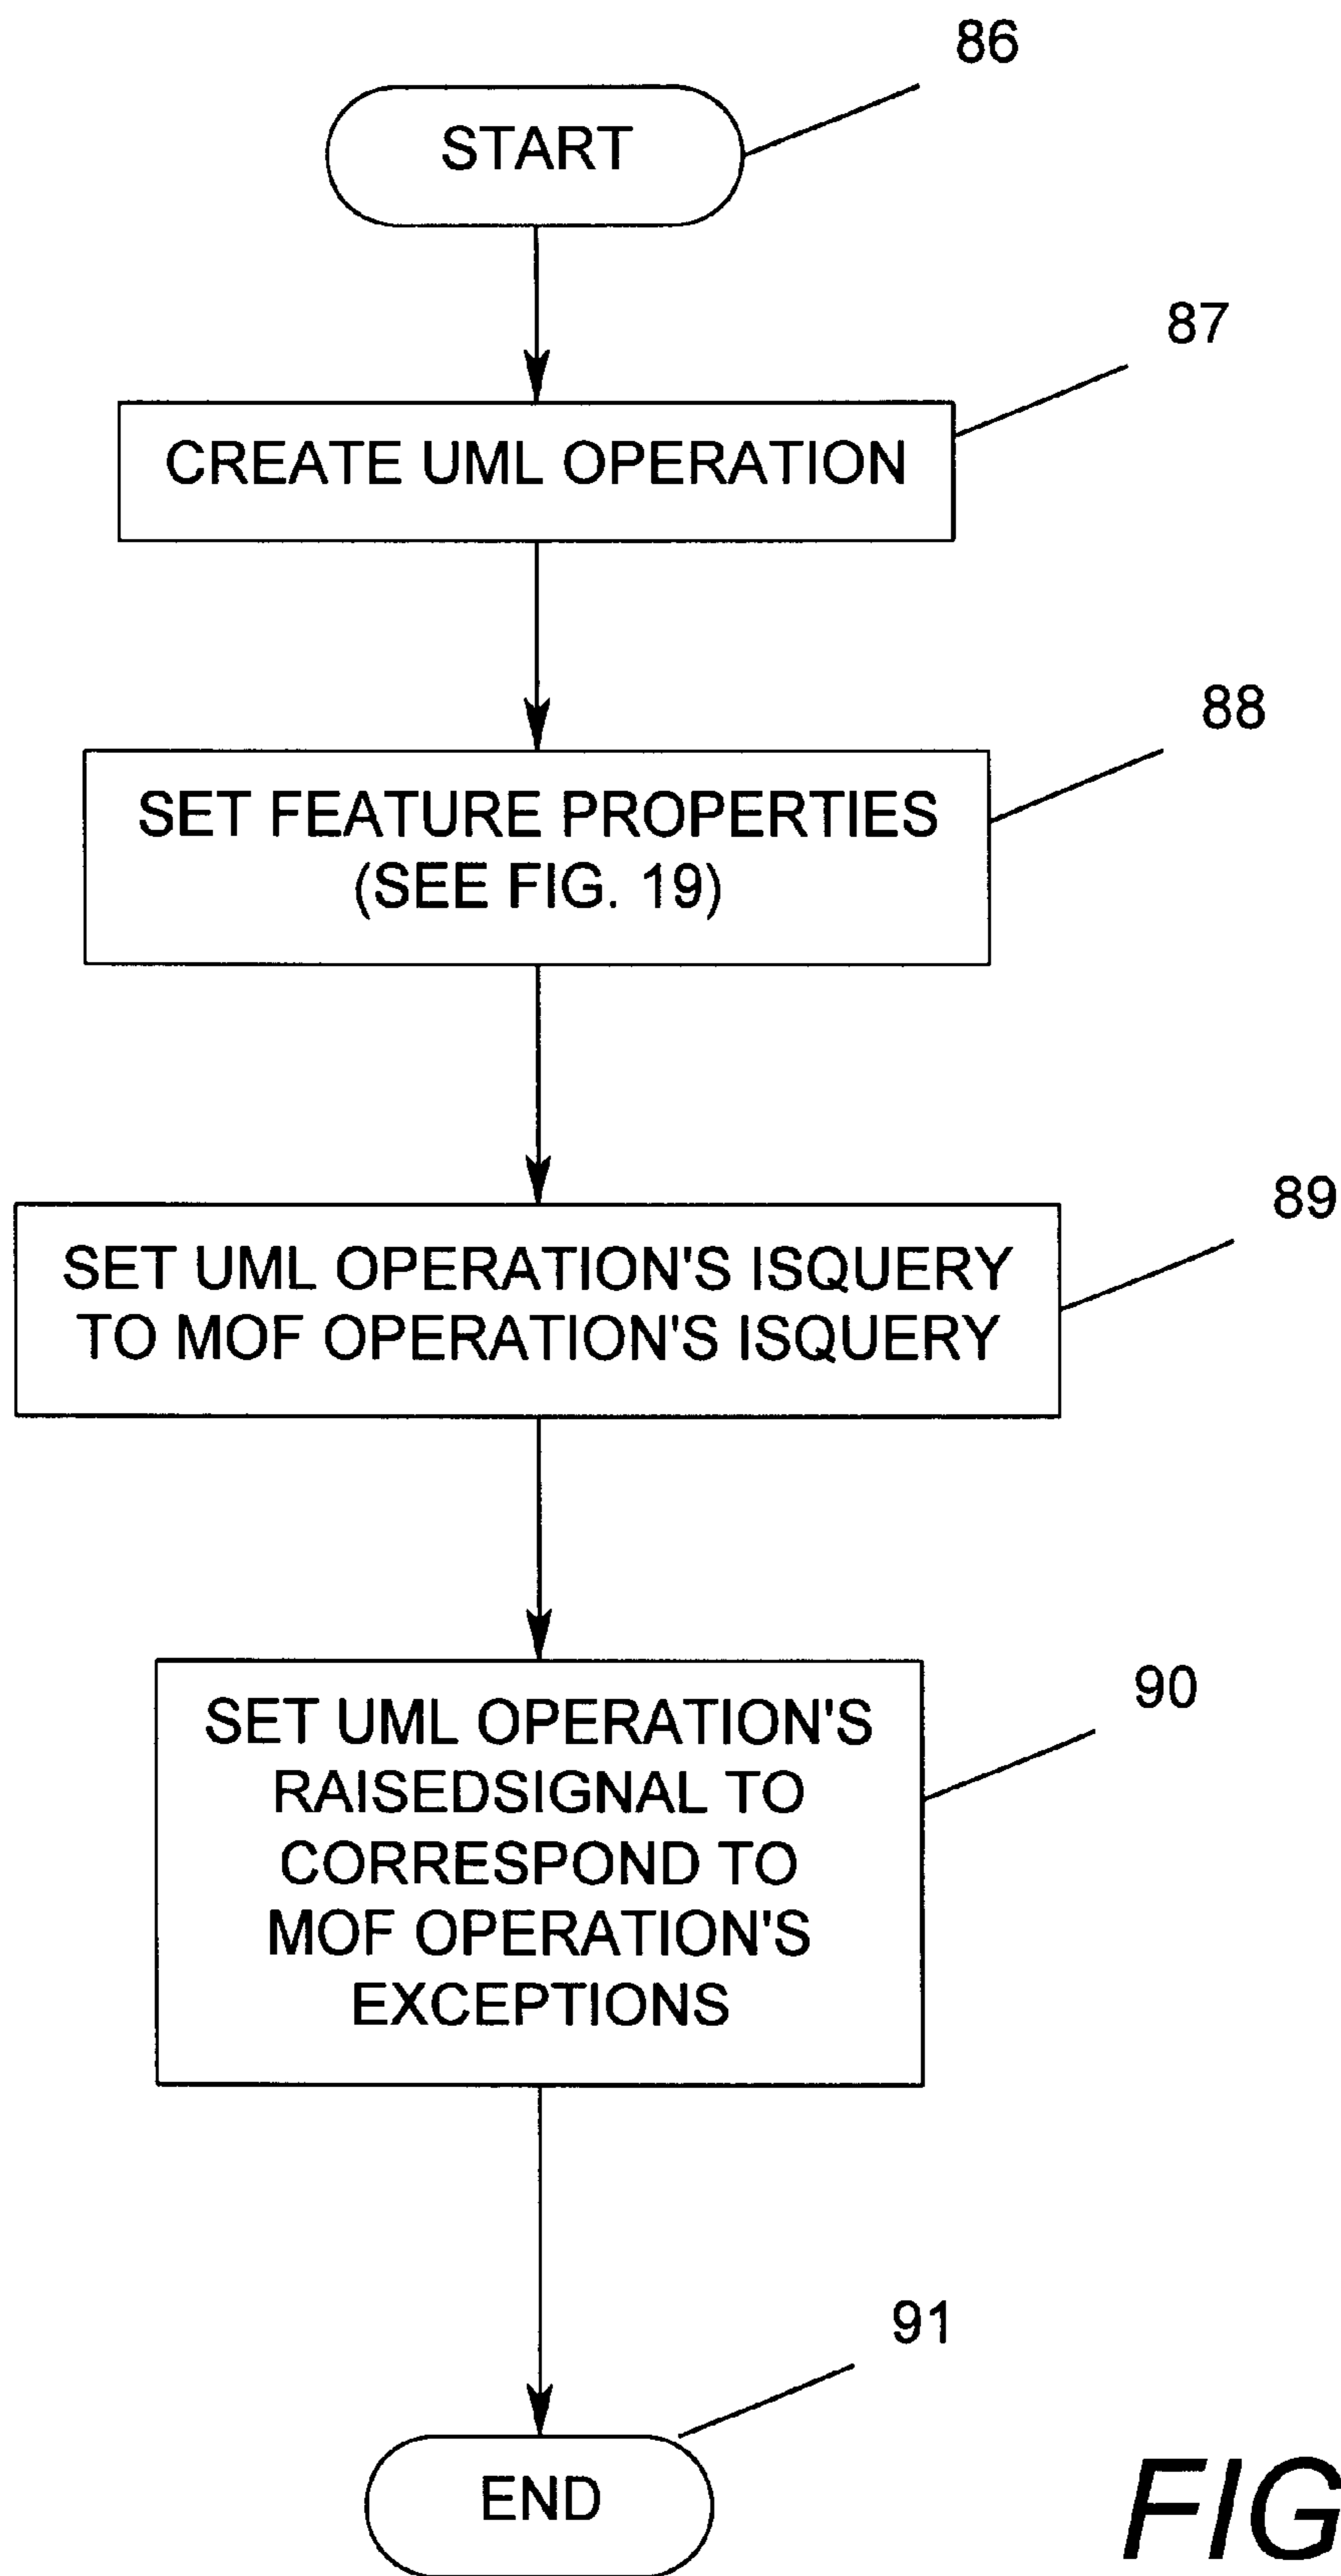 86
START
87
CREATE UML OPERATION
88
SET FEATURE PROPERTIES
(SEE FIG. 19)
89
SET UML OPERATION'S ISQUERY
TO MOF OPERATION'S ISQUERY
90
SET UML OPERATION'S
RAISEDSIGNAL TO
CORRESPOND TO
MOF OPERATION'S
EXCEPTIONS
91
END
FIG